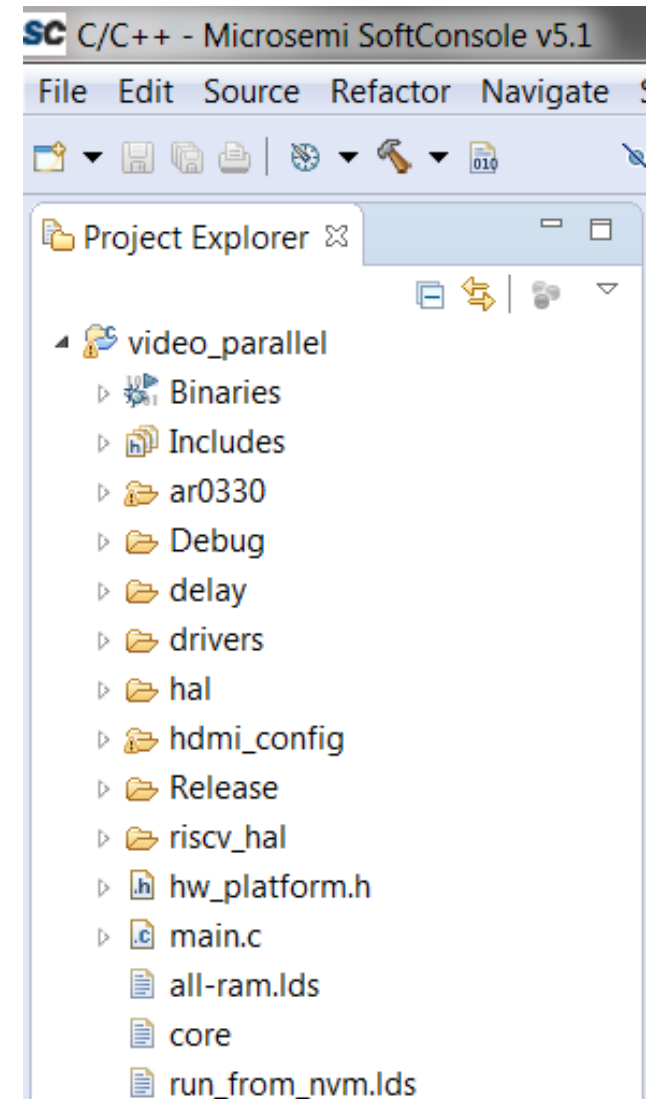 SC C/C++ - Microsemi SoftConsole v5.1
File Edit Source Refactor Navigate
010
Project Explorer
video_parallel
Binaries
Includes
ar0330
Debug
delay
drivers
hal
hdmi_config
Release
riscv_hal
.h hw_platform.h
.c main.c
all-ram.lds
core
run_from_nvm.lds